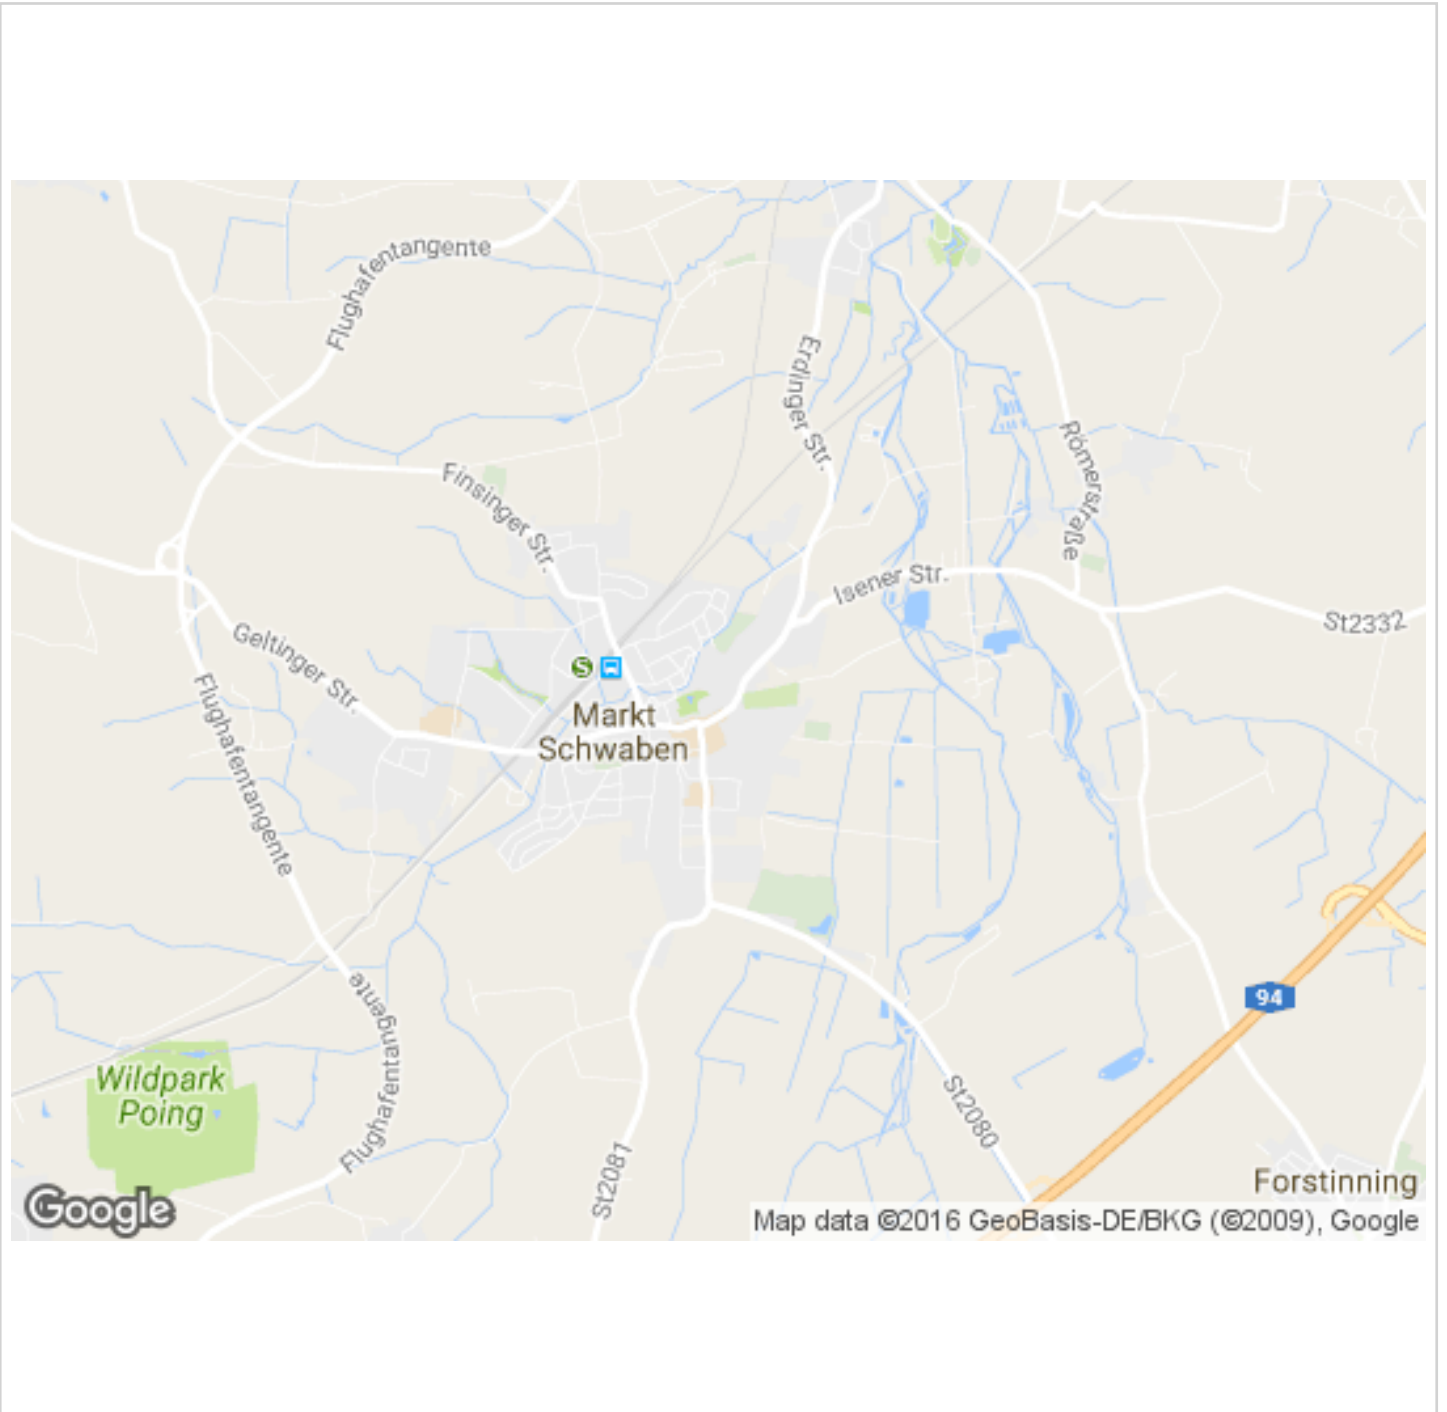 Flughafentangente
Erdinger Str.
Römerstraße
Finsinger Str.
Isener Str.
St2332
Geltinger Str.
S
Flughafentangente
Markt
Schwaben
94
Flughafentangente
Wildpark
Poing
St2080
St2081
Forstinning
Google
Map data ©2016 GeoBasis-DE/BKG (©2009), Google